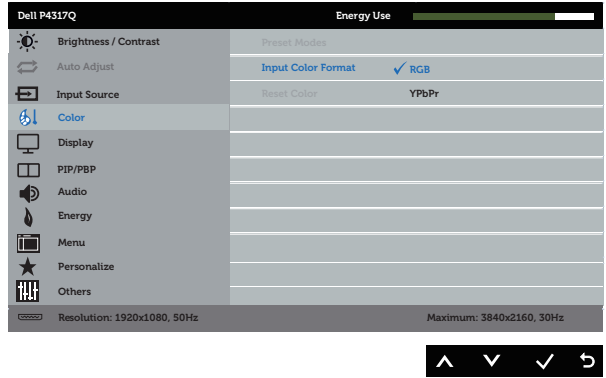 Dell P4317Q Energy Use
Brightness / Contrast Preset Modes
Auto Adjust Input Color Format RGB
Input Source Reset Color YPbPr
Color
Display
PIP/PBP
Audio
Energy
Menu
Personalize
Others
Resolution: 1920x1080, 50Hz Maximum: 3840x2160, 30Hz